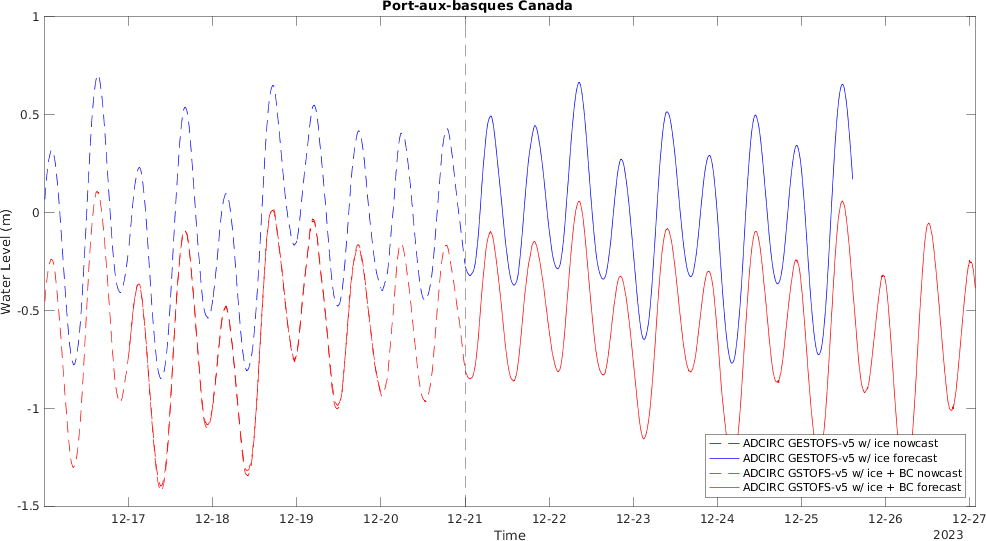 Port-aux-basques Canada
1
0.5
0
-0.5
-1
-1.5
Water Level (m)
ADCIRC GESTOFS-v5 w/ ice nowcast
ADCIRC GESTOFS-v5 w/ ice forecast
ADCIRC GSTOFS-v5 w/ ice + BC nowcast
ADCIRC GSTOFS-v5 w/ ice + BC forecast
12-17 12-18 12-19 12-20 12-21 12-22 12-23 12-24 12-25 12-26 12-27
Time
2023